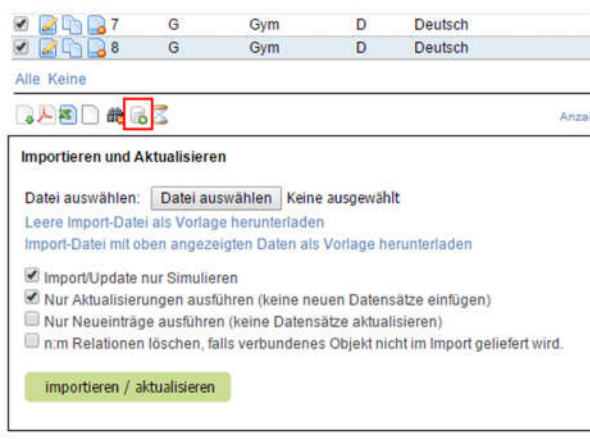 7 G Gym D Deutsch
8 G Gym D Deutsch
Alle Keine
Importieren und Aktualisieren
Datei auswählen: Datei auswählen Keine ausgewählt
Leere Import-Datei als Vorlage herunterladen
Import-Datei mit oben angezeigten Daten als Vorlage herunterladen
Import/Update nur Simulieren
Nur Aktualisierungen ausführen (keine neuen Datensätze einfügen)
Nur Neueinträge ausführen (keine Datensätze aktualisieren)
n:m Relationen löschen, falls verbundenes Objekt nicht im Import geliefert wird.
importieren / aktualisieren